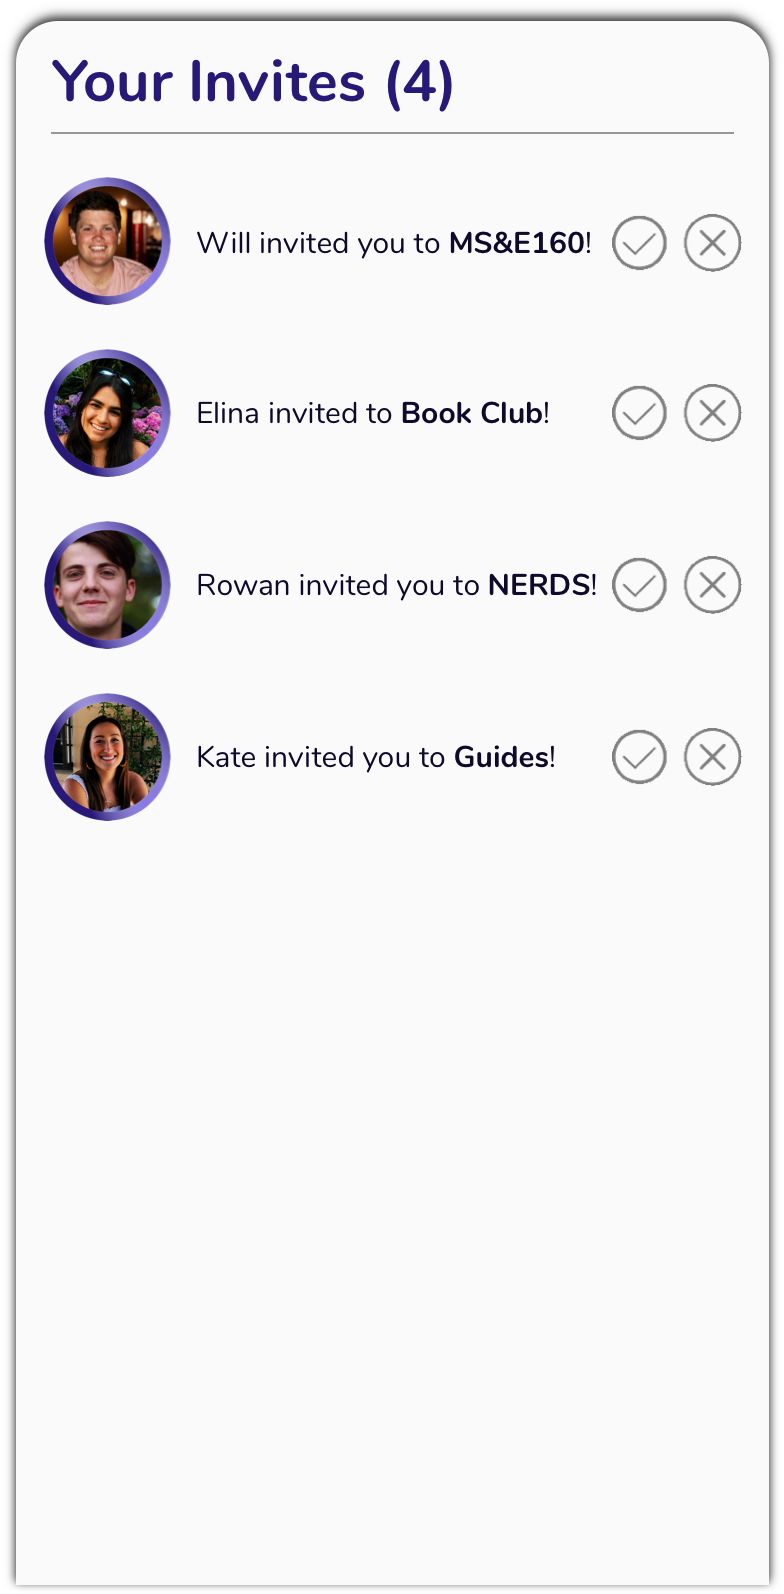 Your Invites (4)
Will invited you to MS&E160!
Elina invited to Book Club!
Rowan invited you to NERDS!
Kate invited you to Guides!